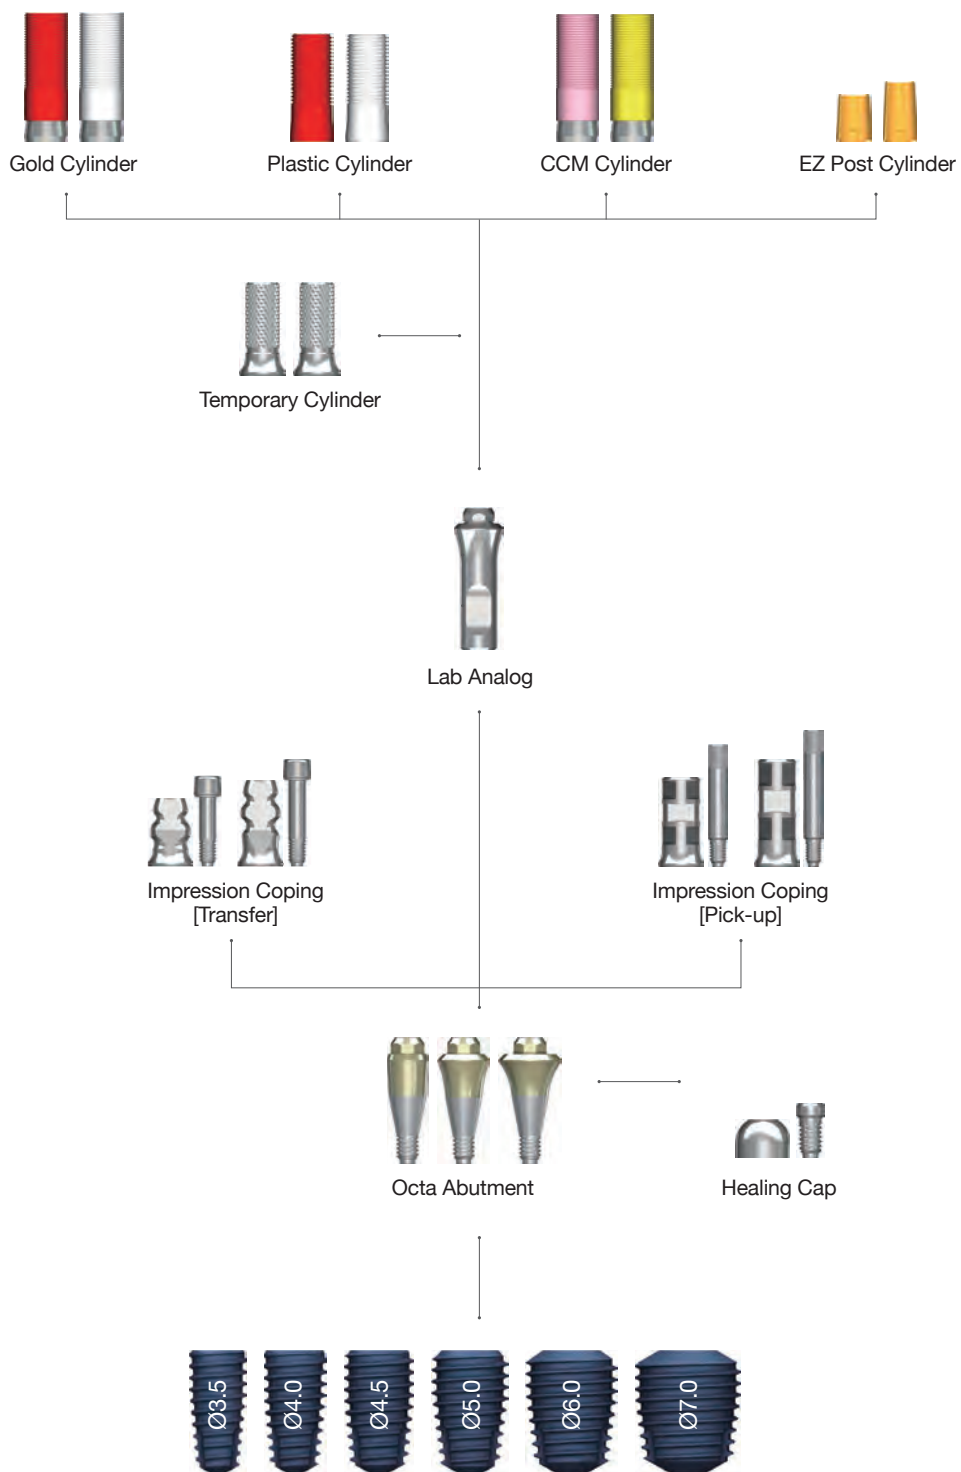 Gold Cylinder
Plastic Cylinder
CCM Cylinder
EZ Post Cylinder
Temporary Cylinder
Lab Analog
Impression Coping
[Transfer]
Impression Coping
[Pick-up]
Octa Abutment
Healing Cap
Ø3.5
Ø4.0
Ø4.5
Ø5.0
Ø6.0
Ø7.0